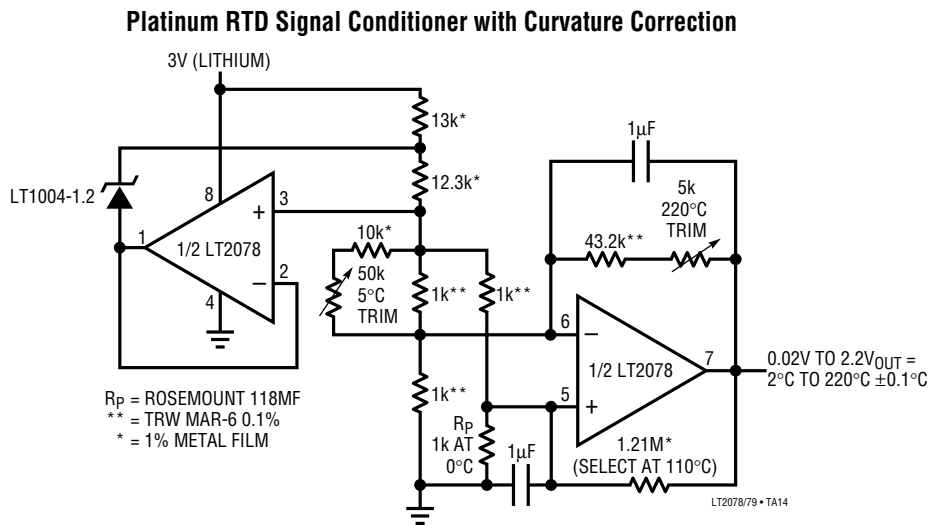 Platinum RTD Signal Conditioner with Curvature Correction
3V (LITHIUM)
13k*
1µF
12.3k*
LT1004-1.2
8
3
5k
220°C
TRIM
+
1
1/2 LT2078
10k*
43.2k**
2
–
50k
5°C
TRIM
1k**
1k**
4
6
–
7
1/2 LT2078
0.02V TO 2.2VOUT =
2°C TO 220°C ±0.1°C
1k**
5
+
RP = ROSEMOUNT 118MF
** = TRW MAR-6 0.1%
* = 1% METAL FILM
RP
1k AT
0°C
1µF
1.21M*
(SELECT AT 110°C)
LT2078/79 • TA14